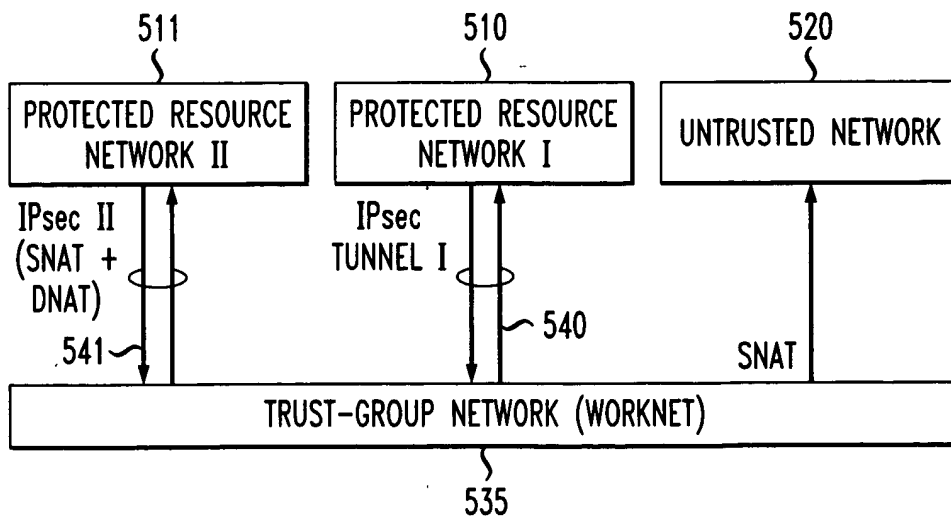 511
510
520
PROTECTED RESOURCE
NETWORK II
PROTECTED RESOURCE
NETWORK I
UNTRUSTED NETWORK
IPsec II
(SNAT +
DNAT)
IPsec
TUNNEL I
541
540
SNAT
TRUST-GROUP NETWORK (WORKNET)
535